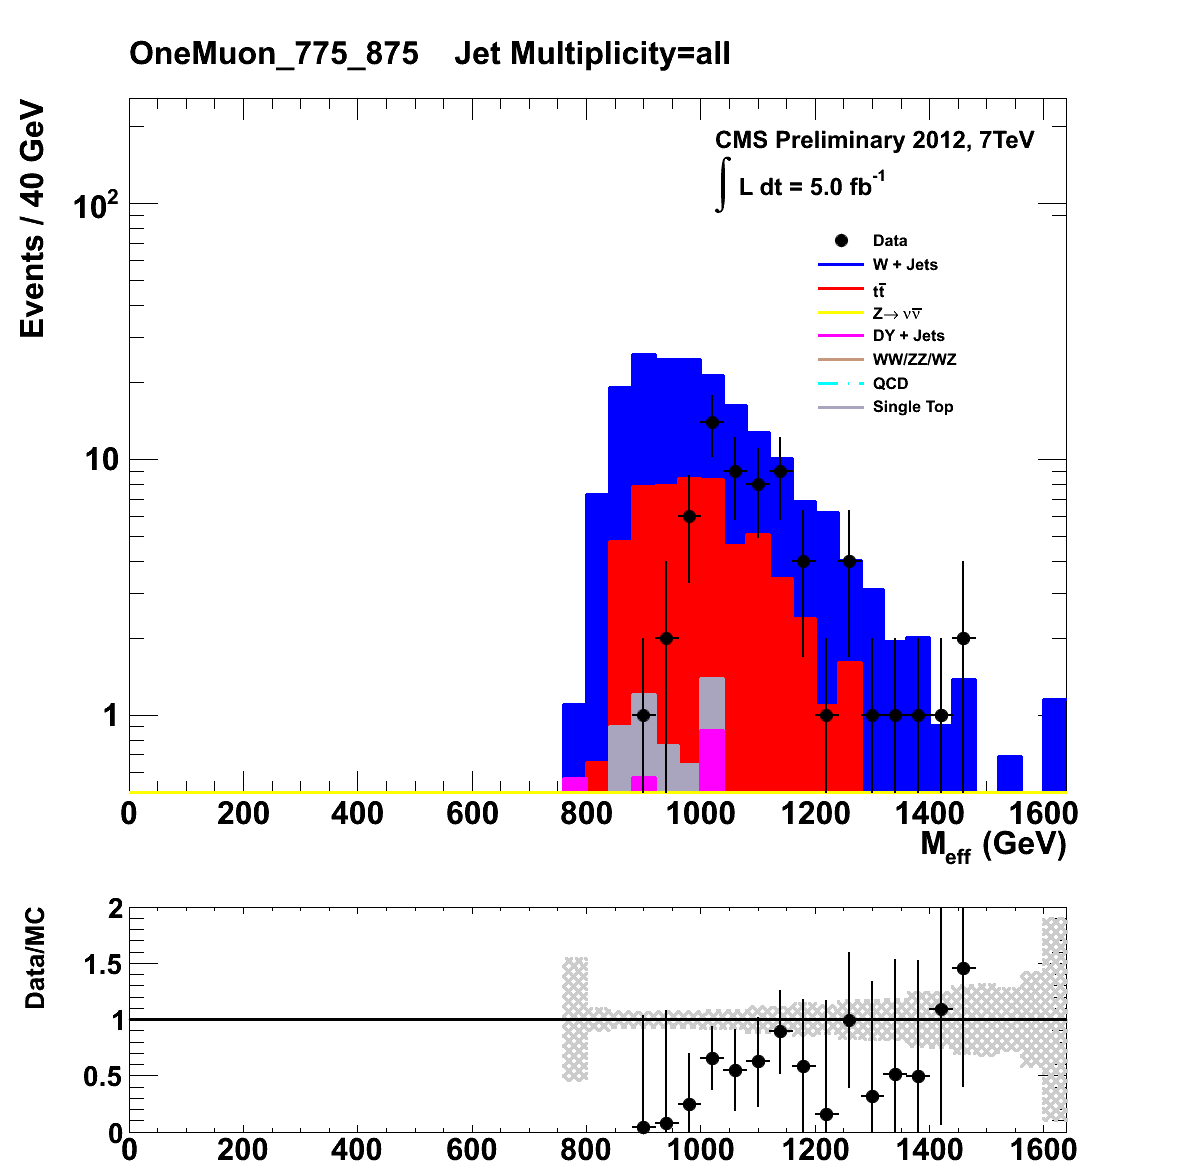 OneMuon_775_875 Jet Multiplicity=all
Events / 40 GeV
CMS Preliminary 2012, 7TeV
∫ L dt = 5.0 fb⁻¹
Data
W + Jets
tt̅
Z→ νν̅
DY + Jets
WW/ZZ/WZ
QCD
Single Top
10²
10
1
0 200 400 600 800 1000 1200 1400 1600
M_eff (GeV)
Data/MC
2
1.5
1
0.5
0
0 200 400 600 800 1000 1200 1400 1600